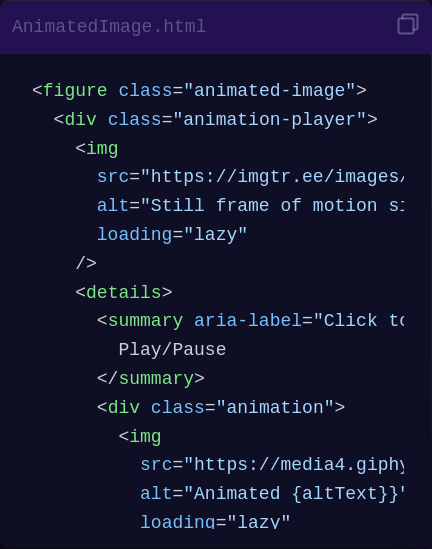 AnimatedImage.html
<figure class="animated-image">
<div class="animation-player">
<img
src="https://imgtr.ee/images/
alt="Still frame of motion si
loading="lazy"
/>
<details>
<summary aria-label="Click to
Play/Pause
</summary>
<div class="animation">
<img
src="https://media4.giphy
alt="Animated {altText}}"
loading="lazy"